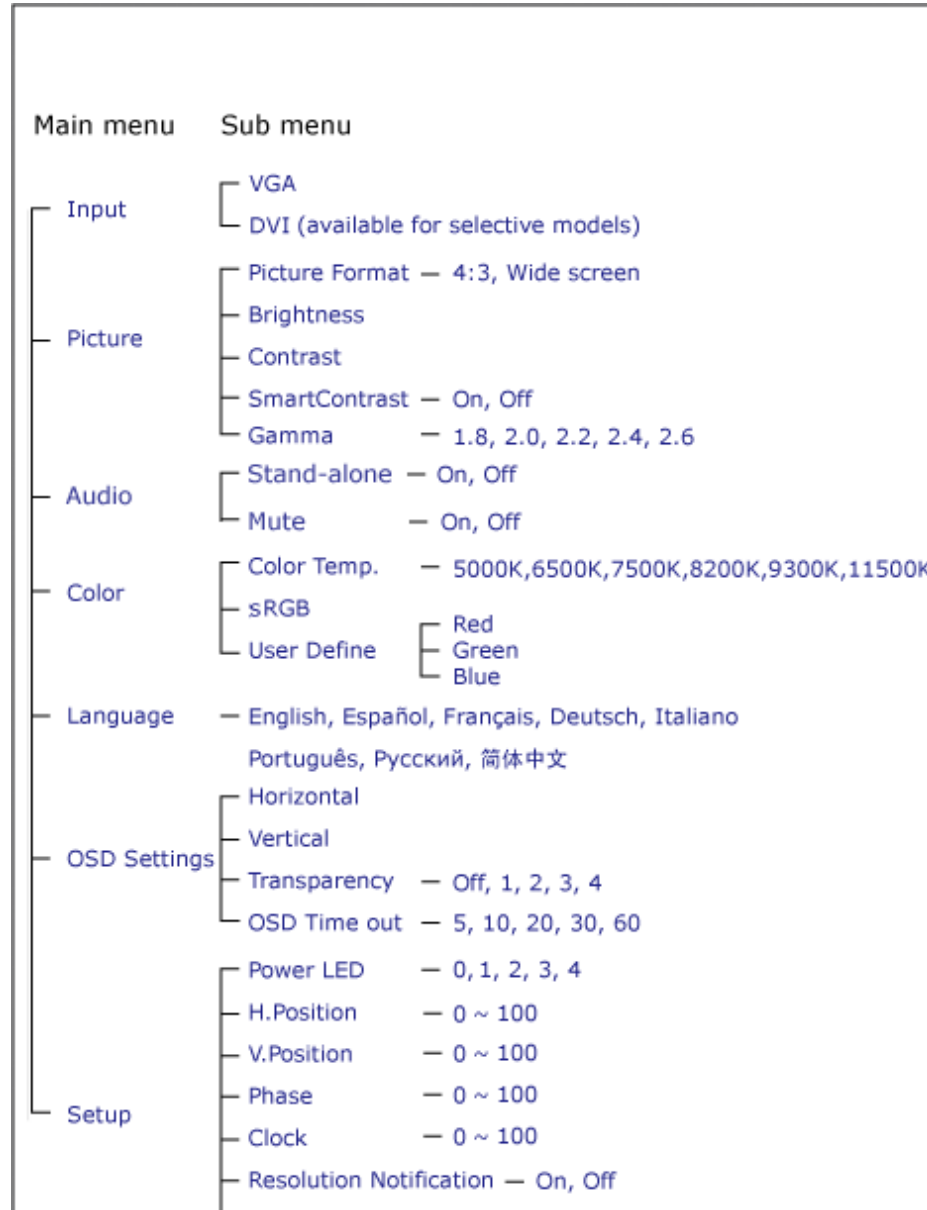 Main menu Sub menu
VGA
Input
DVI (available for selective models)
Picture Format — 4:3, Wide screen
Brightness
Picture
Contrast
SmartContrast — On, Off
Gamma — 1.8, 2.0, 2.2, 2.4, 2.6
Stand-alone — On, Off
Audio
Mute — On, Off
Color Temp. — 5000K,6500K,7500K,8200K,9300K,11500K
Color
sRGB
Red
User Define Green
Blue
Language — English, Español, Français, Deutsch, Italiano
Português, Русский, 简体中文
Horizontal
Vertical
OSD Settings
Transparency — Off, 1, 2, 3, 4
OSD Time out — 5, 10, 20, 30, 60
Power LED — 0, 1, 2, 3, 4
H.Position — 0 ~ 100
V.Position — 0 ~ 100
Phase — 0 ~ 100
Setup
Clock — 0 ~ 100
Resolution Notification — On, Off